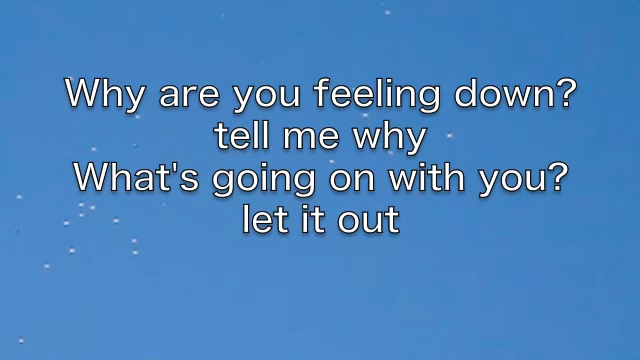 Why are you feeling down?
tell me why
What's going on with you?
let it out